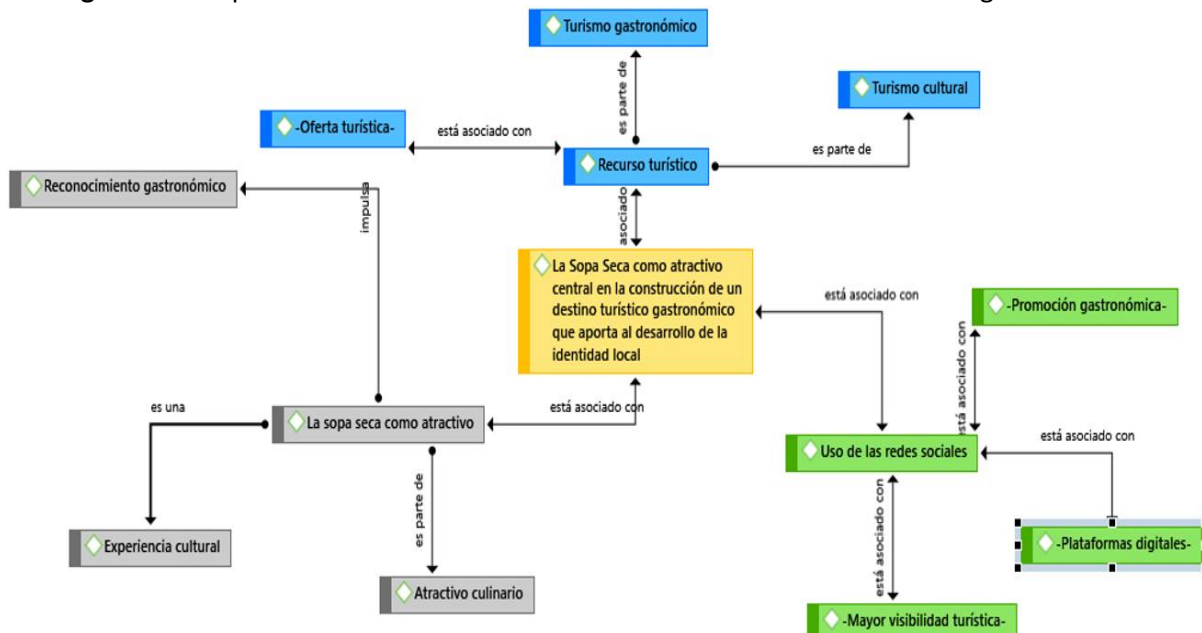 Turismo gastronómico
es parte de
Turismo cultural
-Oferta turística-
está asociado con
es parte de
Recurso turístico
Reconocimiento gastronómico
impulsa
asociado
La Sopa Seca como atractivo
central en la construcción de un
destino turístico gastronómico
que aporta al desarrollo de la
identidad local
está asociado con
-Promoción gastronómica-
está asociado con
es una
La sopa seca como atractivo
está asociado con
Uso de las redes sociales
está asociado con
es parte de
está asociado con
Experiencia cultural
-Plataformas digitales-
Atractivo culinario
-Mayor visibilidad turística-